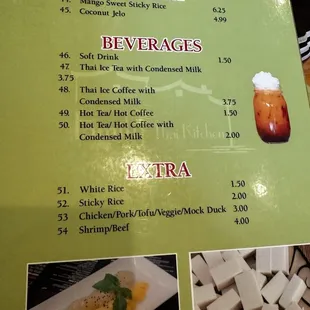 Mango Sweet Sticky Rice 6.25
45. Coconut Jelo 4.99
BEVERAGES
46. Soft Drink 1.50
47. Thai Ice Tea with Condensed Milk
3.75
48. Thai Ice Coffee with
Condensed Milk 3.75
49. Hot Tea/ Hot Coffee 1.50
50. Hot Tea/ Hot Coffee with
Condensed Milk 2.00
EXTRA
51. White Rice 1.50
52. Sticky Rice 2.00
53 Chicken/Pork/Tofu/Veggie/Mock Duck 3.00
54 Shrimp/Beef 4.00